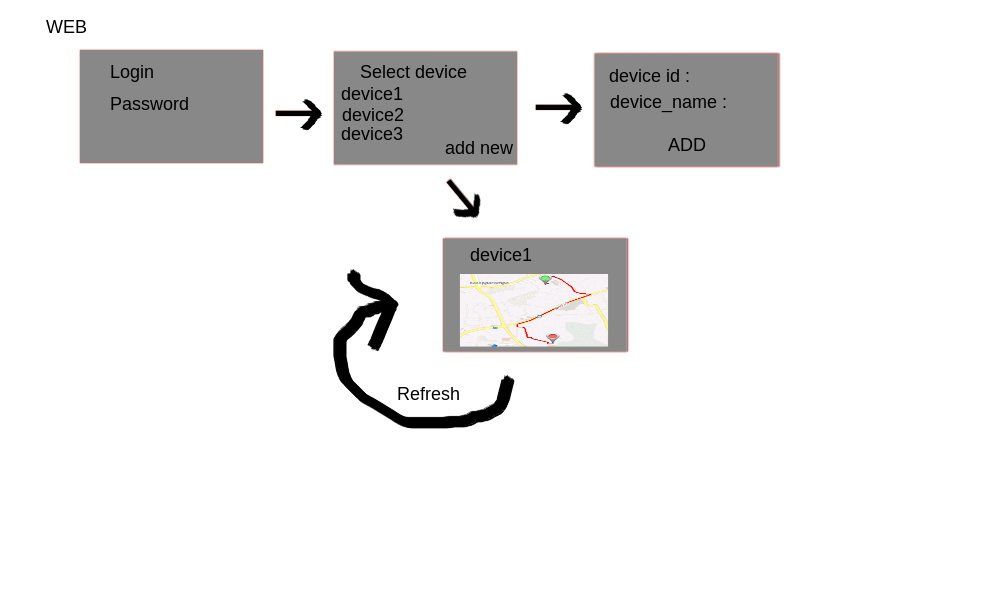 WEB
Login
Password
Select device
device1
device2
device3
add new
device id :
device_name :
ADD
device1
Refresh